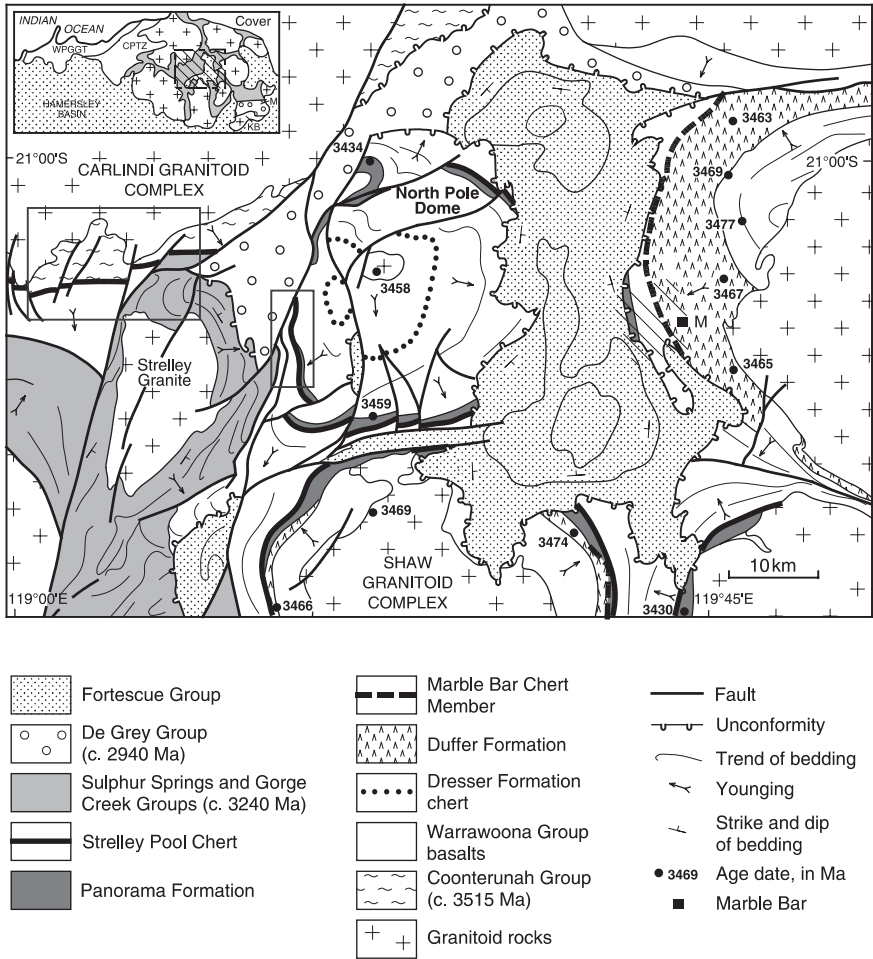 INDIAN
OCEAN
Cover
WPGGT
CPTZ
HAMERSLEY
BASIN
M
KB
3434
3463
21°00'S
21°00'S
CARLINDI GRANITOID
COMPLEX
3469
North Pole
Dome
3477
3458
3467
M
Strelley
Granite
3465
3459
3469
3474
SHAW
GRANITOID
COMPLEX
10 km
119°00'E
3466
3430
119°45'E
Fortescue Group
De Grey Group
(c. 2940 Ma)
Sulphur Springs and Gorge
Creek Groups (c. 3240 Ma)
Strelley Pool Chert
Panorama Formation
Marble Bar Chert
Member
Duffer Formation
Dresser Formation
chert
Warrawoona Group
basalts
Coonterunah Group
(c. 3515 Ma)
Granitoid rocks
Fault
Unconformity
Trend of bedding
Younging
Strike and dip
of bedding
3469 Age date, in Ma
Marble Bar